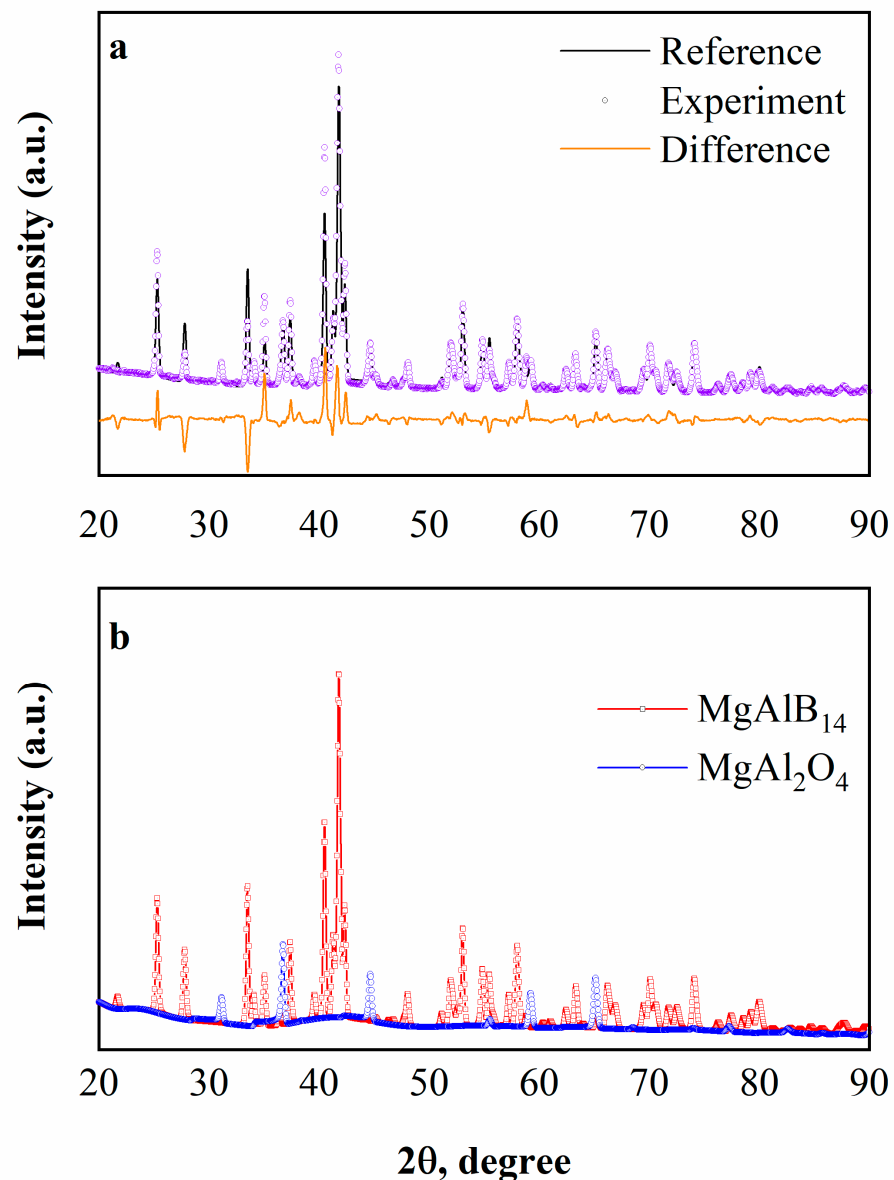 a
Reference
Experiment
Difference
Intensity (a.u.)
20 30 40 50 60 70 80 90
b
MgAlB₁₄
MgAl₂O₄
Intensity (a.u.)
20 30 40 50 60 70 80 90
2θ, degree